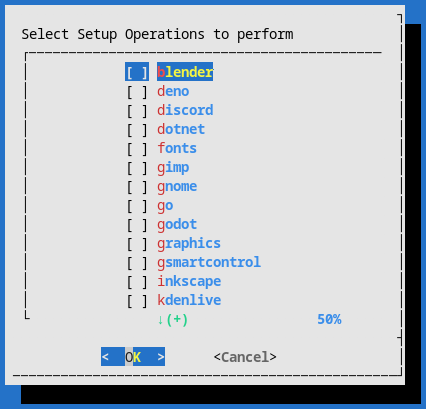 Select Setup Operations to perform
[ ] blender
[ ] deno
[ ] discord
[ ] dotnet
[ ] fonts
[ ] gimp
[ ] gnome
[ ] go
[ ] godot
[ ] graphics
[ ] gsmartcontrol
[ ] inkscape
[ ] kdenlive
↓(+) 50%
< OK > <Cancel>